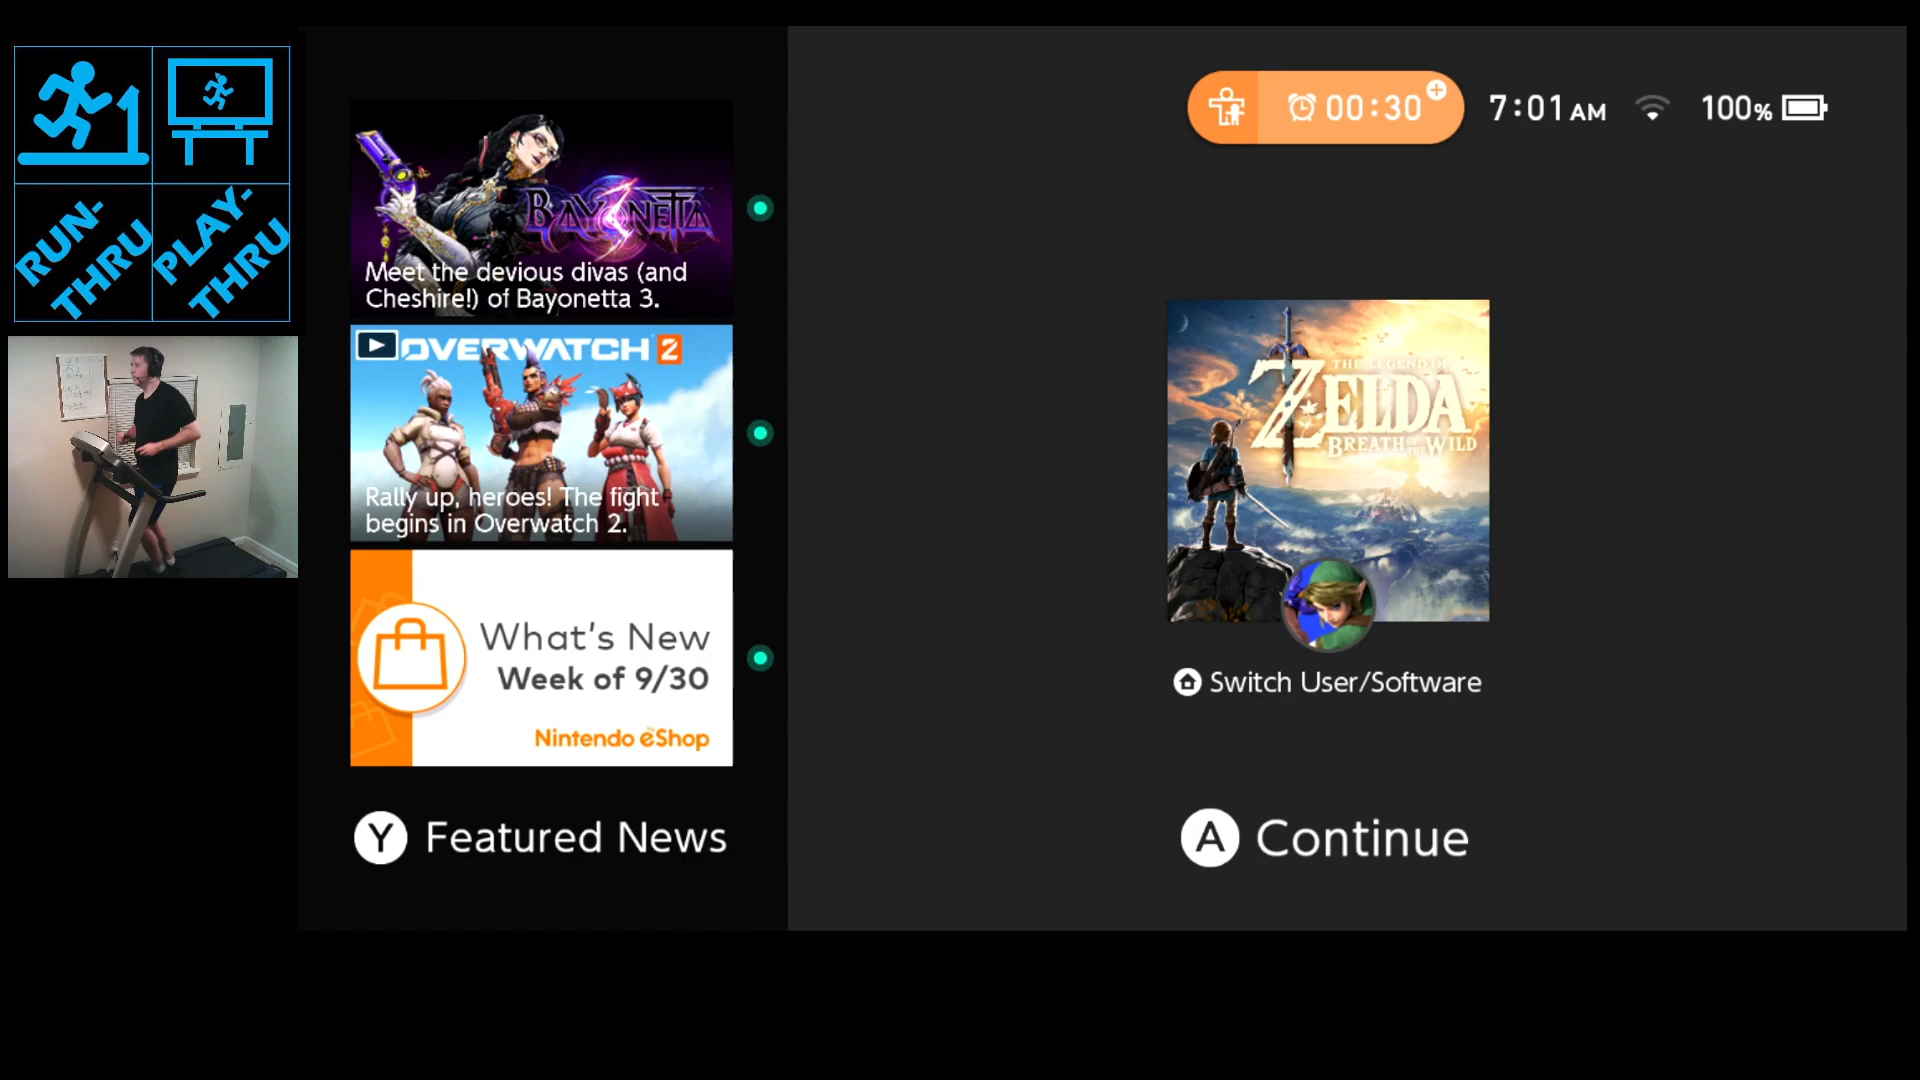 RUN-
THRU
PLAY-
THRU
BAYONETTA 3
Meet the devious divas (and
Cheshire!) of Bayonetta 3.
OVERWATCH 2
Rally up, heroes! The fight
begins in Overwatch 2.
What's New
Week of 9/30
Nintendo eShop
Y Featured News
00:30
7:01 AM
100%
THE LEGEND OF
ZELDA
BREATH OF THE WILD
Switch User/Software
A Continue